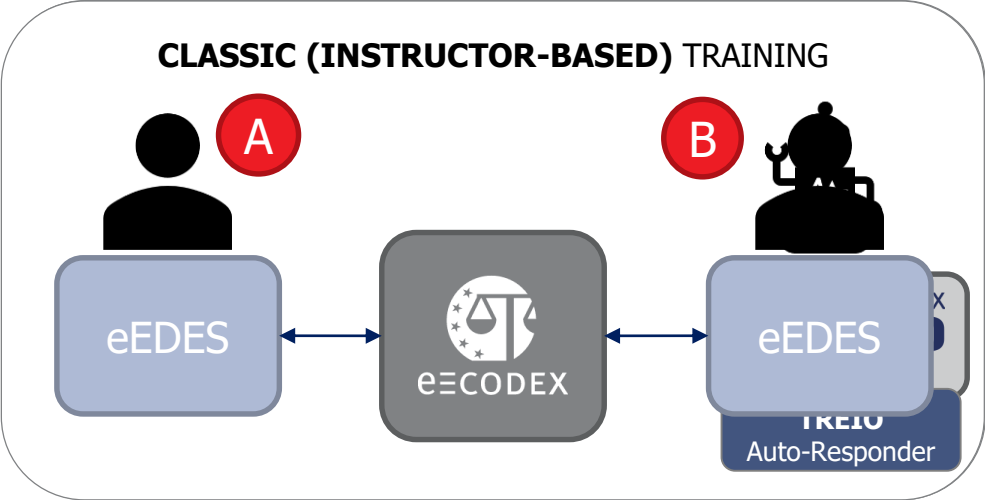 CLASSIC (INSTRUCTOR-BASED) TRAINING
A
B
eEDES
e-CODEX
eEDES
X
TREIO
Auto-Responder